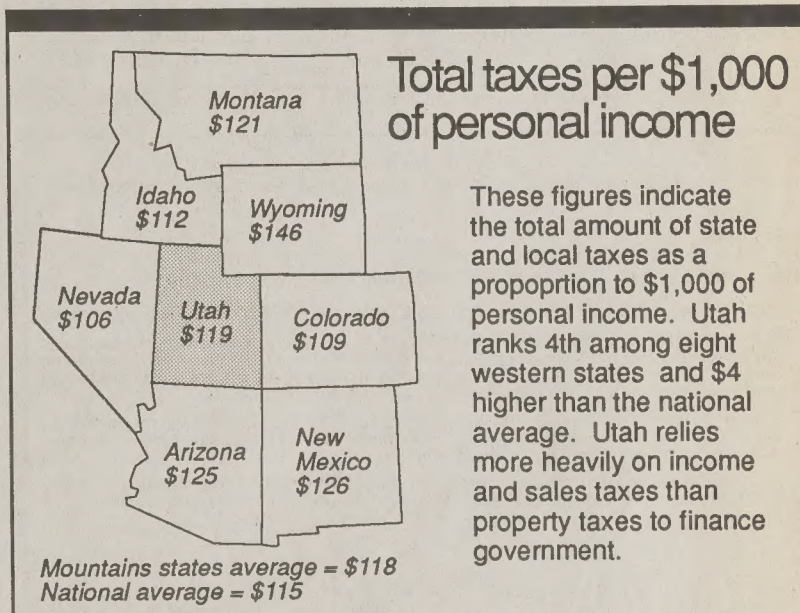 Total taxes per $1,000
of personal income
Montana
$121
Idaho
$112
Wyoming
$146
Nevada
$106
Utah
$119
Colorado
$109
Arizona
$125
New
Mexico
$126
Mountains states average = $118
National average = $115
These figures indicate
the total amount of state
and local taxes as a
propoprtion to $1,000 of
personal income. Utah
ranks 4th among eight
western states and $4
higher than the national
average. Utah relies
more heavily on income
and sales taxes than
property taxes to finance
government.